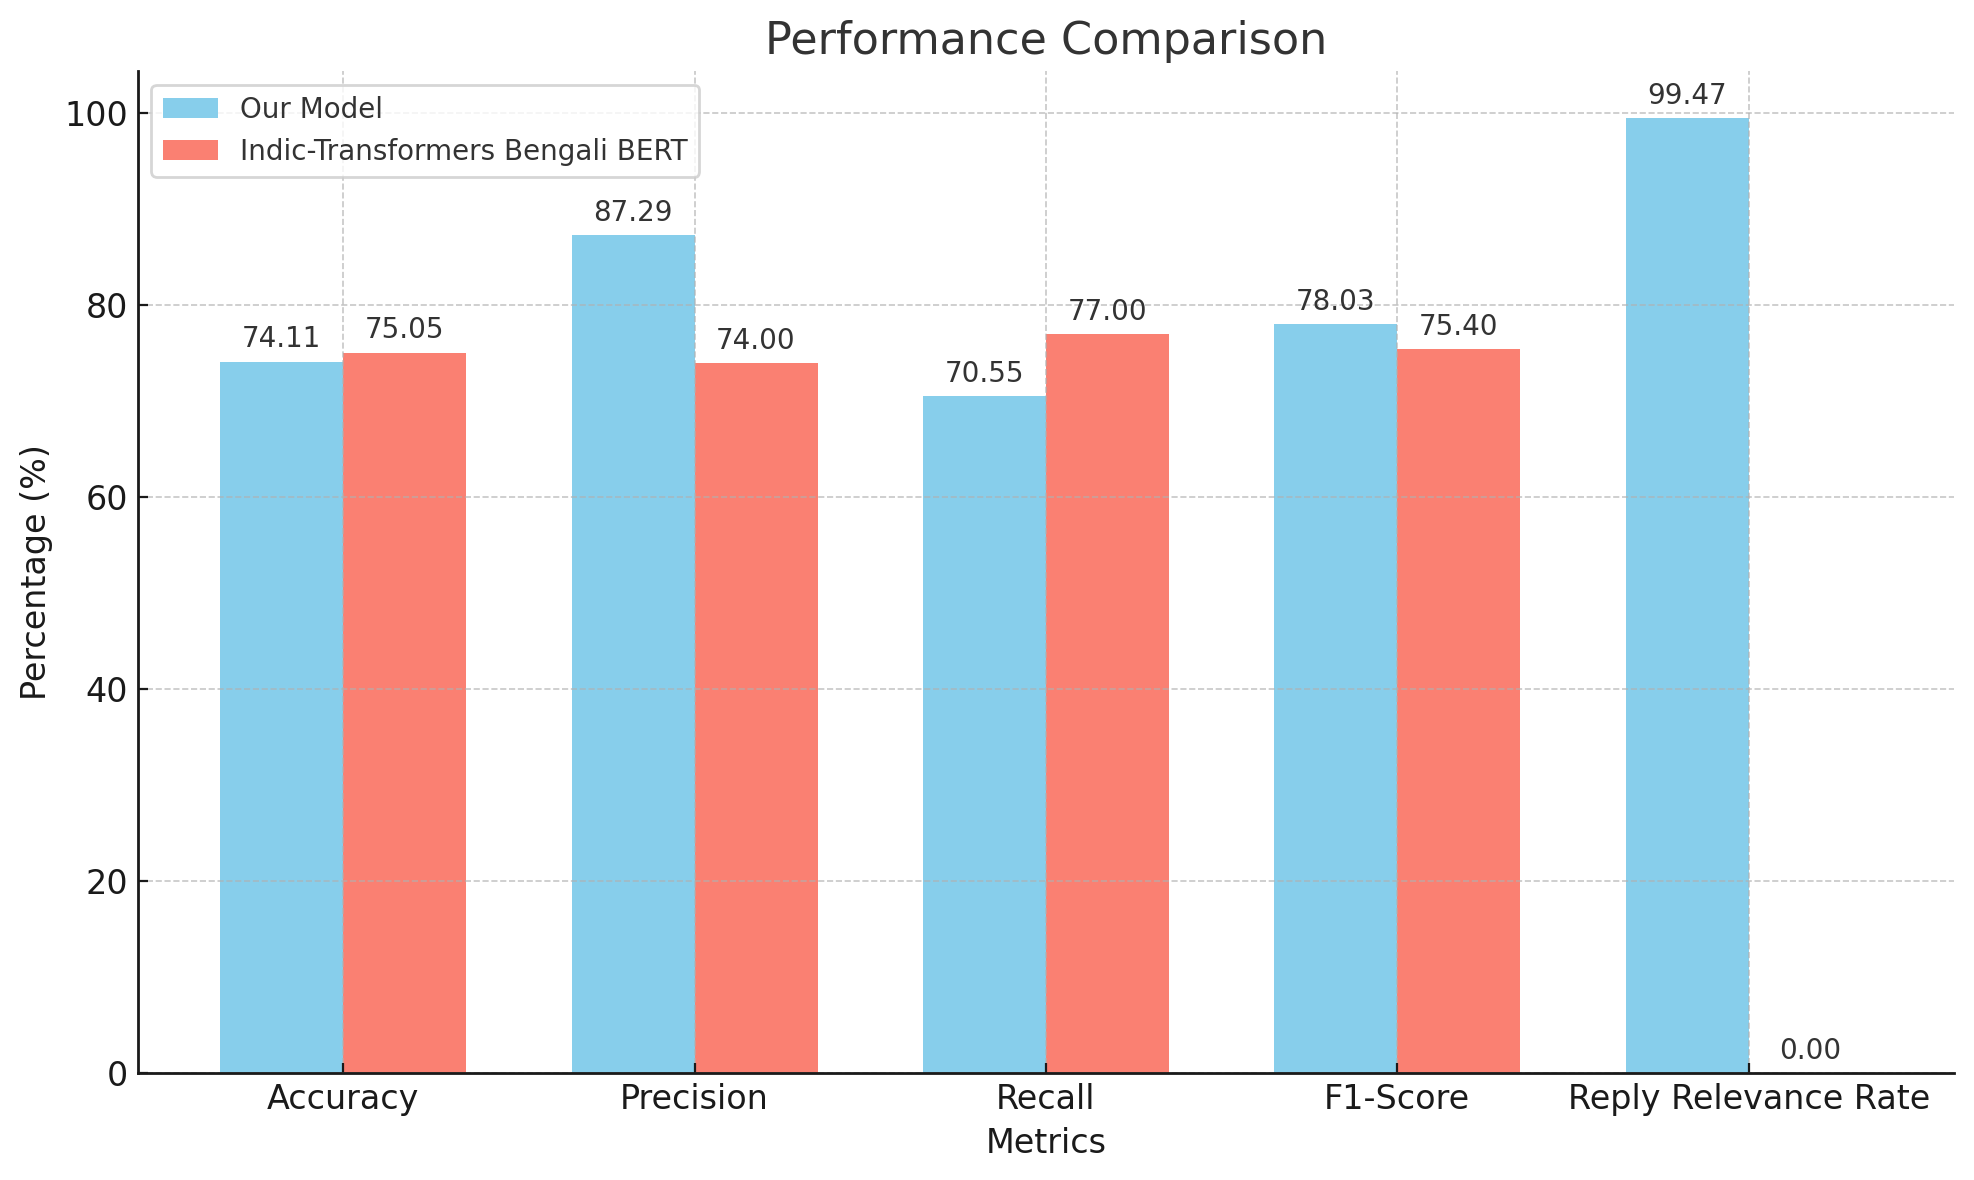 Performance Comparison
Our Model
Indic-Transformers Bengali BERT
Percentage (%)
100
80
60
40
20
0
74.11
75.05
87.29
74.00
70.55
77.00
78.03
75.40
99.47
0.00
Accuracy
Precision
Recall
F1-Score
Reply Relevance Rate
Metrics